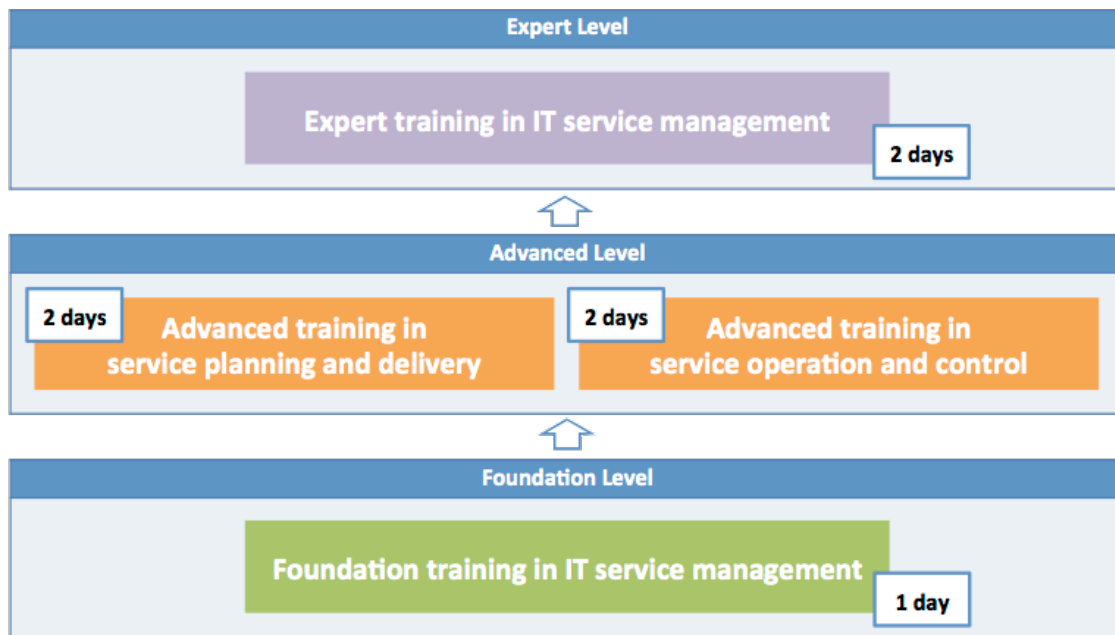 Expert Level
Expert training in IT service management
2 days
Advanced Level
2 days
Advanced training in
service planning and delivery
2 days
Advanced training in
service operation and control
Foundation Level
Foundation training in IT service management
1 day